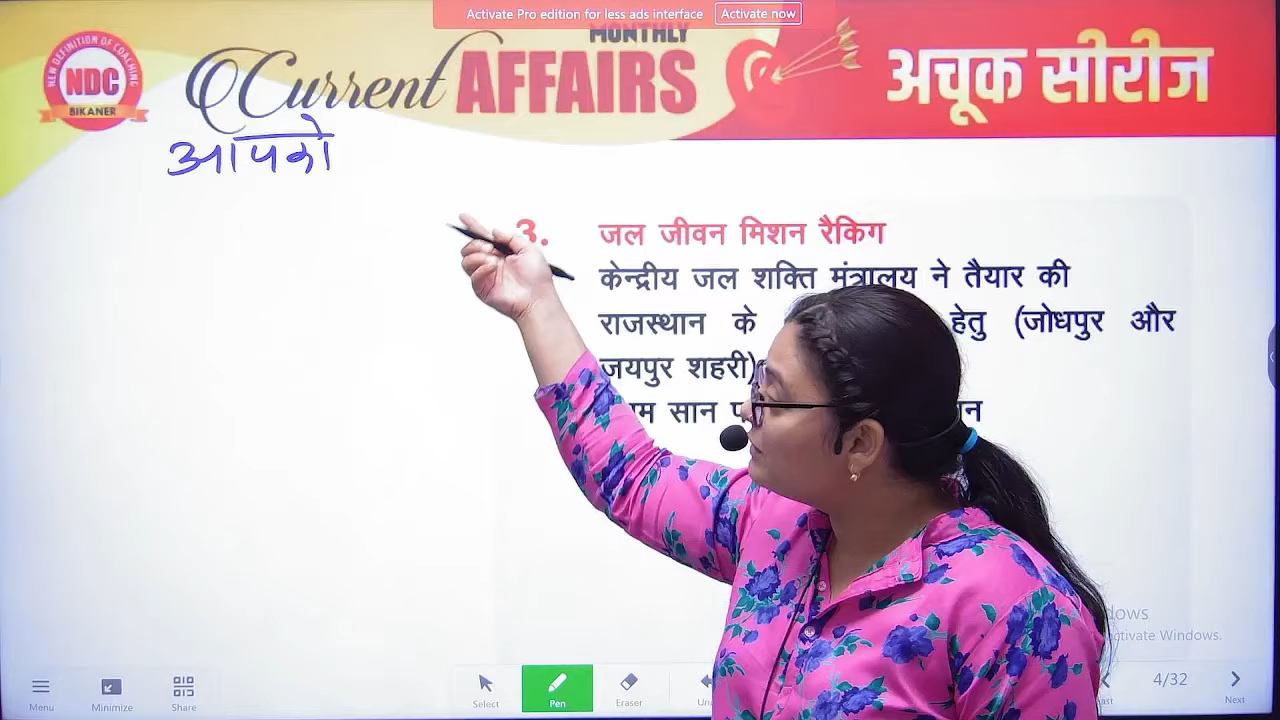 Activate Pro edition for less ads interface Activate now
NEW DEFINITION OF COACHING
NDC
BIKANER
MONTHLY
Current AFFAIRS
अचूक सीरीज
आपको
3. जल जीवन मिशन रैकिग
केन्द्रीय जल शक्ति मंत्रालय ने तैयार की
राजस्थान के हेतु (जोधपुर और
जयपुर शहरी)
सान
Activate Windows.
Menu Minimize Share Select Pen Eraser 4/32 Next